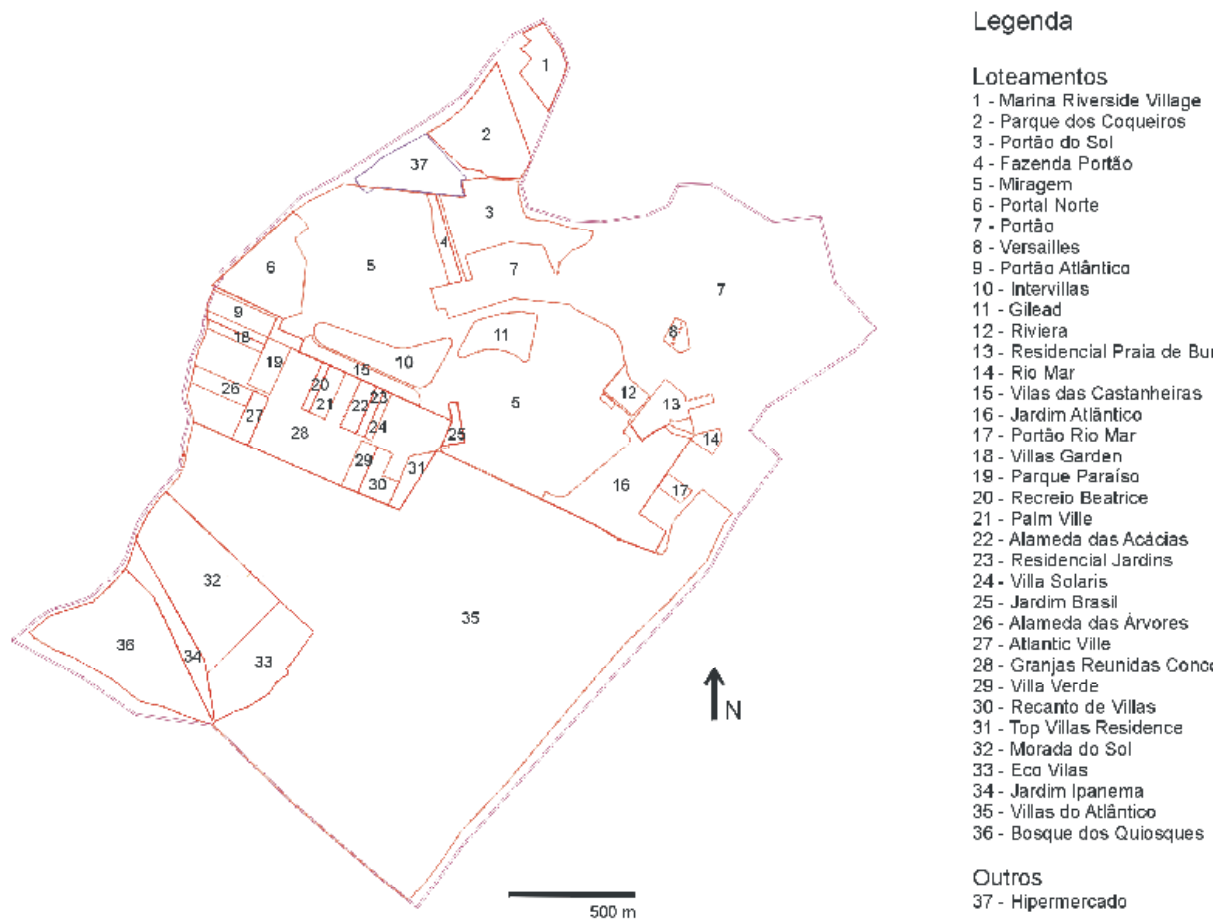 Legenda
Loteamentos
1 - Marina Riverside Village
2 - Parque dos Coqueiros
3 - Portão do Sol
4 - Fazenda Portão
5 - Miragem
6 - Portal Norte
7 - Portão
8 - Versailles
9 - Portão Atlântico
10 - Intervillas
11 - Gilead
12 - Riviera
13 - Residencial Praia de
14 - Rio Mar
15 - Vilas das Castanheiras
16 - Jardim Atlântico
17 - Portão Rio Mar
18 - Villas Garden
19 - Parque Paraíso
20 - Recreio Beatrice
21 - Palm Ville
22 - Alameda das Acácias
23 - Residencial Jardins
24 - Villa Solaris
25 - Jardim Brasil
26 - Alameda das Árvores
27 - Atlantic Ville
28 - Granjas Reunidas
29 - Villa Verde
30 - Recanto de Villas
31 - Top Villas Residence
32 - Morada do Sol
33 - Eco Vilas
34 - Jardim Ipanema
35 - Villas do Atlântico
36 - Bosque dos Quiosques
Outros
37 - Hipermercado
1
2
37
3
4
5
7
6
7
9
18
8
11
10
15
19
20
21
22
23
24
26
27
28
5
12
13
14
25
29
30
31
16
17
32
35
36
34
33
N
500 m